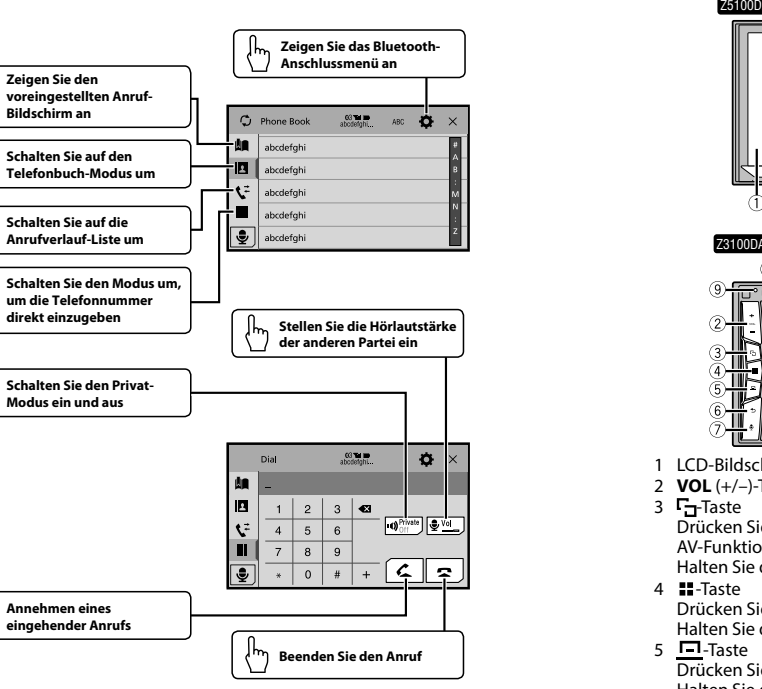 Zeigen Sie das Bluetooth-
Anschlussmenü an
Zeigen Sie den
voreingestellten Anruf-
Bildschirm an
Schalten Sie auf den
Telefonbuch-Modus um
Schalten Sie auf die
Anrufverlauf-Liste um
Schalten Sie den Modus um,
um die Telefonnummer
direkt einzugeben
Phone Book
abcdefghi...
ABC
abcdefghi
abcdefghi
abcdefghi
abcdefghi
abcdefghi
#
A
B
:
M
N
:
Z
Stellen Sie die Hörlautstärke
der anderen Partei ein
Schalten Sie den Privat-
Modus ein und aus
Dial
abcdefghi...
_
1 2 3
4 5 6
7 8 9
* 0 # +
Private
Off
Vol
Annehmen eines
eingehender Anrufs
Beenden Sie den Anruf
1
9
2
3
4
5
6
7
1 LCD-Bildsch
2 VOL (+/–)-T
3 -Taste
Drücken Sie
AV-Funktio
Halten Sie
4 -Taste
Drücken Sie
Halten Sie
5 -Taste
Drücken Sie